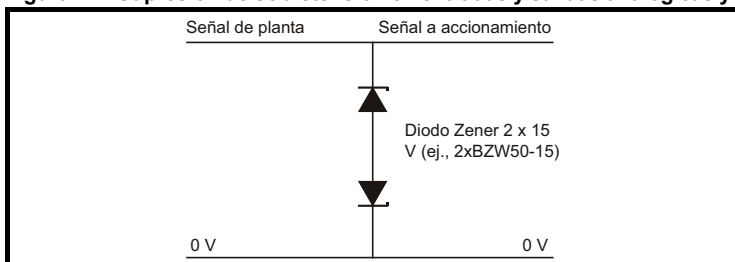 Señal de planta Señal a accionamiento
Diodo Zener 2 x 15
V (ej., 2xBZW50-15)
0 V 0 V